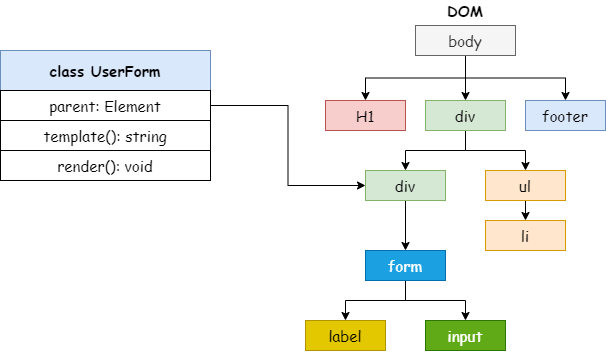 DOM
body
class UserForm
parent: Element
template(): string
render(): void
H1
div
footer
div
ul
li
form
label
input